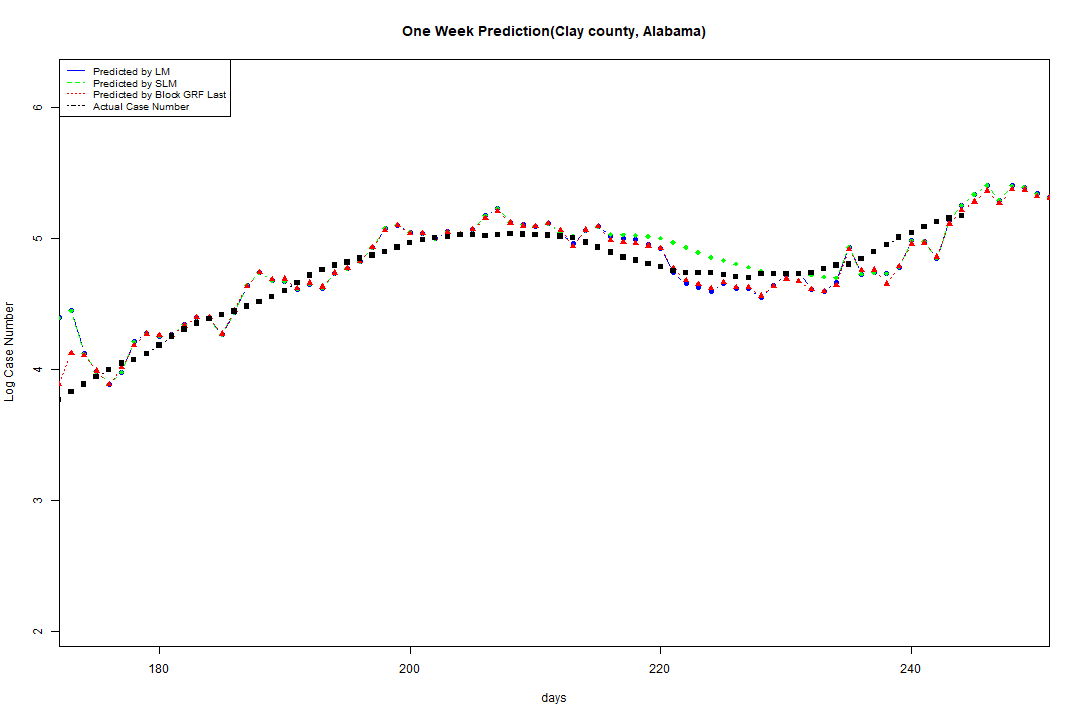 One Week Prediction(Clay county, Alabama)
Predicted by LM
Predicted by SLM
Predicted by Block GRF Last
Actual Case Number
6
5
4
3
2
Log Case Number
180
200
220
240
days